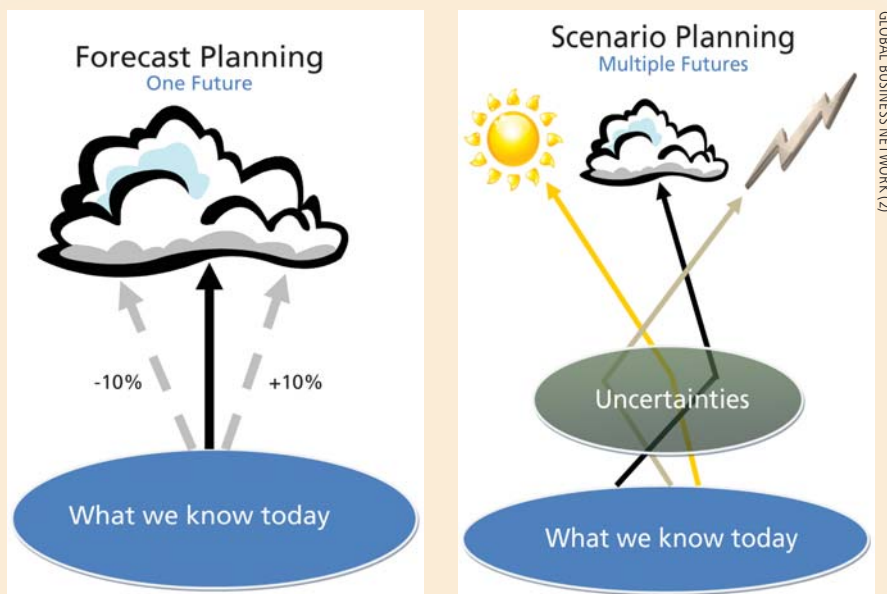 Forecast Planning
One Future
-10%
+10%
What we know today
Scenario Planning
Multiple Futures
Uncertainties
What we know today
GLOBAL BUSINESS NETWORK (2)